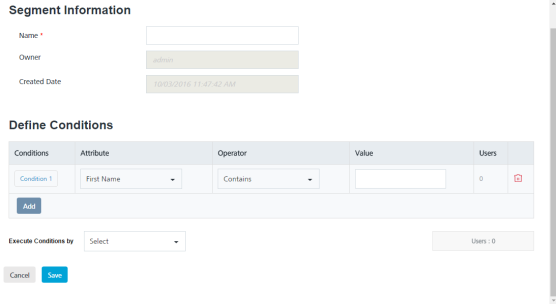 Segment Information
Name *
Owner admin
Created Date 10/03/2016 11:47:42 AM
Define Conditions
Conditions Attribute Operator Value Users
Condition 1 First Name Contains 0
Add
Execute Conditions by Select Users : 0
Cancel Save